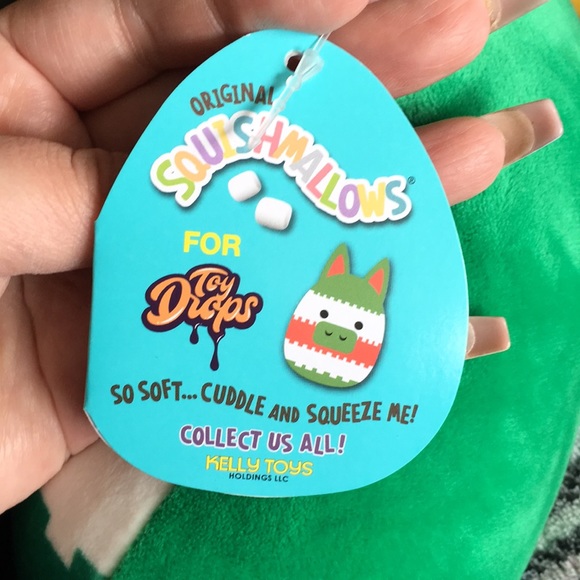 ORIGINAL
SQUISHMALLOWS®
FOR
Toy
Drops
SO SOFT... CUDDLE AND SQUEEZE ME!
COLLECT US ALL!
KELLY TOYS
HOLDINGS LLC